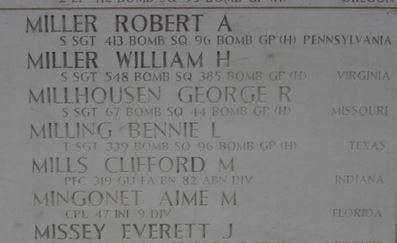 OREGON
MILLER ROBERT A
S SGT 413 BOMB SQ 96 BOMB GP (H) PENNSYLVANIA
MILLER WILLIAM H
S SGT 548 BOMB SQ 385 BOMB GP (H) VIRGINIA
MILLHOUSEN GEORGE R
S SGT 67 BOMB SQ 44 BOMB GP (H) MISSOURI
MILLING BENNIE L
T SGT 339 BOMB SQ 96 BOMB GP (H) TEXAS
MILLS CLIFFORD M
PFC 319 GLI FA BN 82 ABN DIV INDIANA
MINGONET AIME M
CPL 47 INF 9 DIV FLORIDA
MISSEY EVERETT J